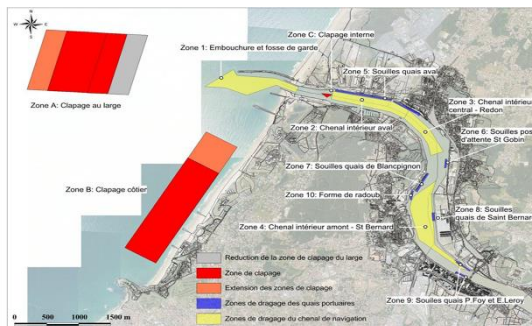 N
Zone C: Clapage interne
Zone 1: Embouchure et fosse de garde
Zone 5: Souilles quais aval
Zone A: Clapage au large
Zone 3: Chenal intérieur
central - Redon
Zone 2: Chenal intérieur aval
Zone 6: Souilles pos
d'attente St Gobin
Zone 7: Souilles quais de Blancpignon
Zone B: Clapage côtier
Zone 10: Forme de radoub
Zone 8: Souilles
quais de Saint Bernar
Zone 4: Chenal intérieur amont - St Bernard
Reduction de la zone de clapage du large
Zone de clapage
Extension des zones de clapage
Zones de dragage des quais portuaires
Zones de dragage du chenal de navigation
Zone 9: Souilles quais P.Foy et E.Leroy
0 500 1000 1500 m